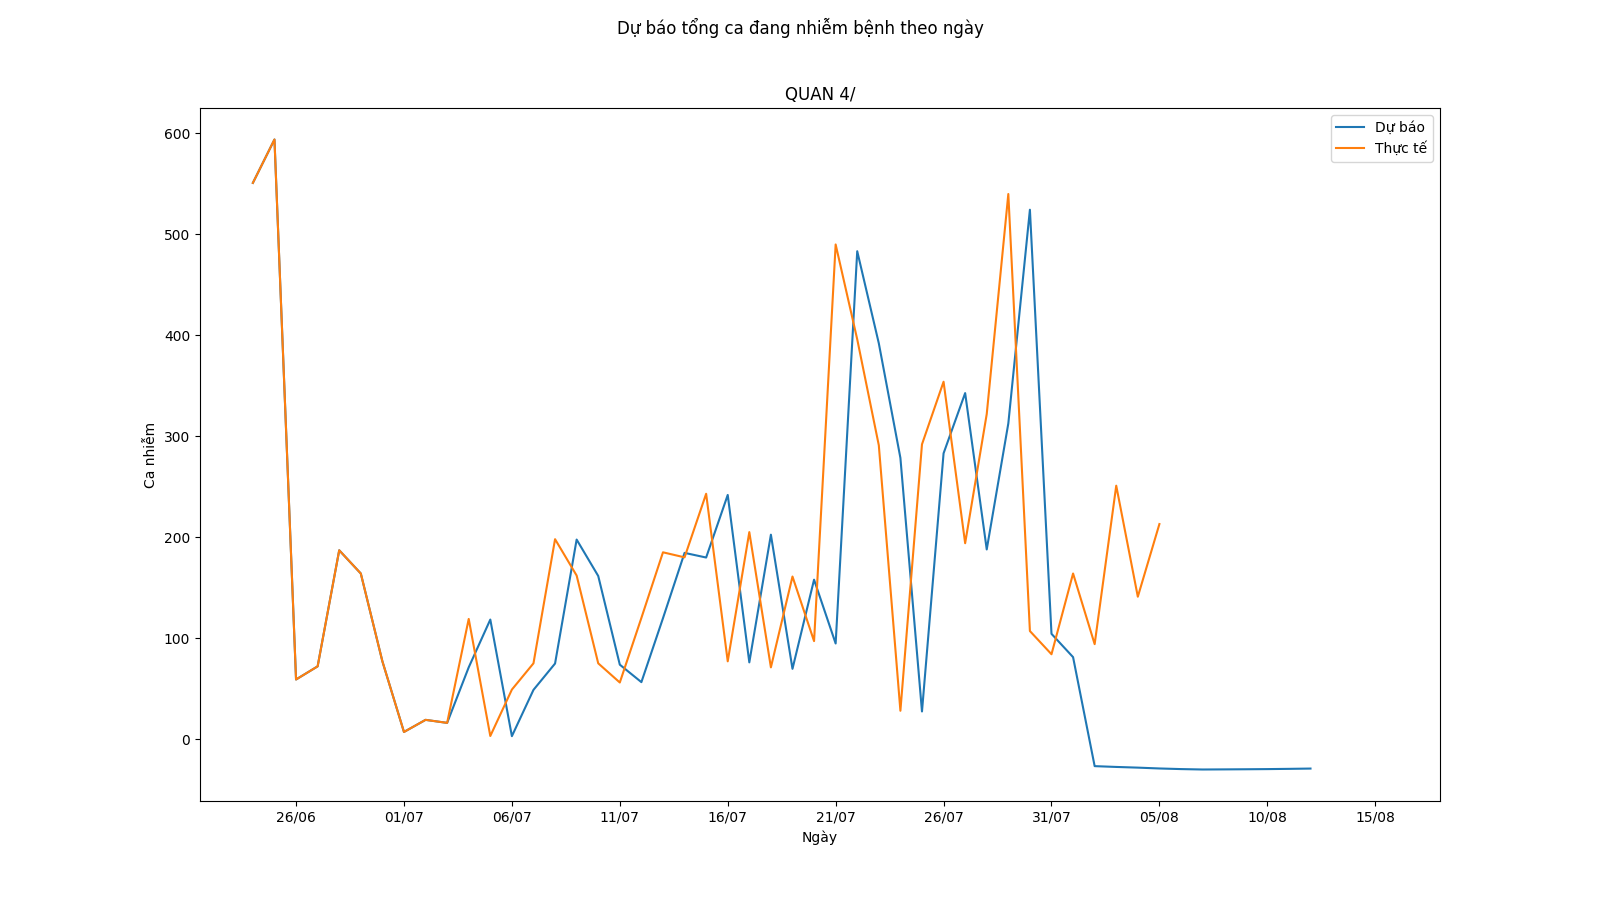 Dự báo tổng ca đang nhiễm bệnh theo ngày
QUAN 4/
Dự báo
Thực tế
600
500
400
300
200
100
0
Ca nhiễm
26/06 01/07 06/07 11/07 16/07 21/07 26/07 31/07 05/08 10/08 15/08
Ngày